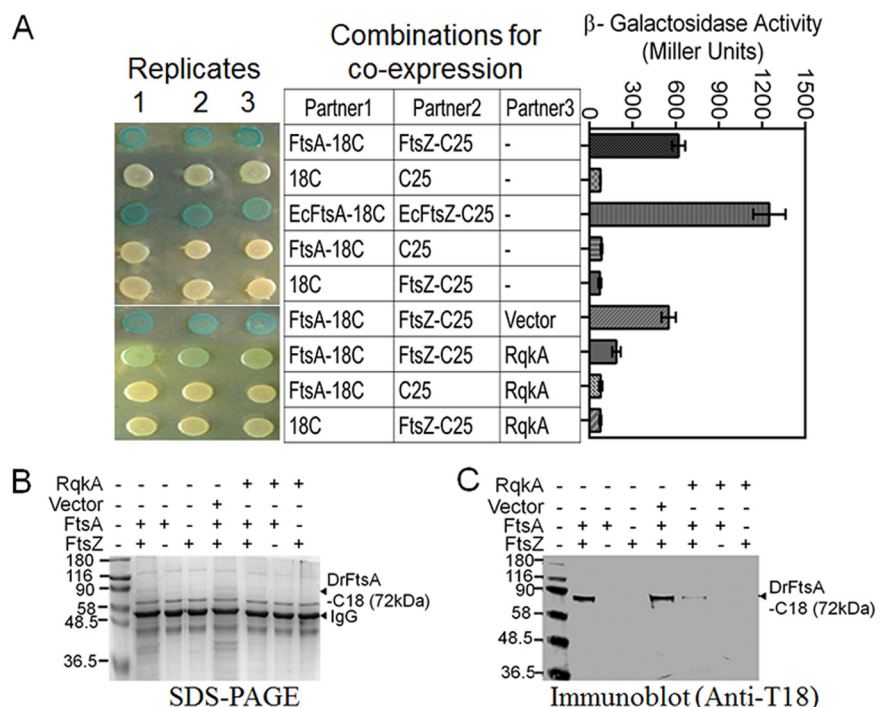 A
Replicates
1 2 3
Combinations for
co-expression
β- Galactosidase Activity
(Miller Units)
0 300 600 900 1200 1500
Partner1 Partner2 Partner3
FtsA-18C FtsZ-C25 -
18C C25 -
EcFtsA-18C EcFtsZ-C25 -
FtsA-18C C25 -
18C FtsZ-C25 -
FtsA-18C FtsZ-C25 Vector
FtsA-18C FtsZ-C25 RqkA
FtsA-18C C25 RqkA
18C FtsZ-C25 RqkA
B
RqkA - - - - - + + +
Vector - - - - + - - -
FtsA - + + - + + + -
FtsZ - + - + + + - +
180
116
90
58
48.5
36.5
DrFtsA
-C18 (72kDa)
IgG
SDS-PAGE
C
RqkA - - - - - + + +
Vector - - - - + - - -
FtsA - + + - + + + -
FtsZ - + - + + + - +
180
116
90
58
48.5
36.5
DrFtsA
-C18 (72kDa)
Immunoblot (Anti-T18)